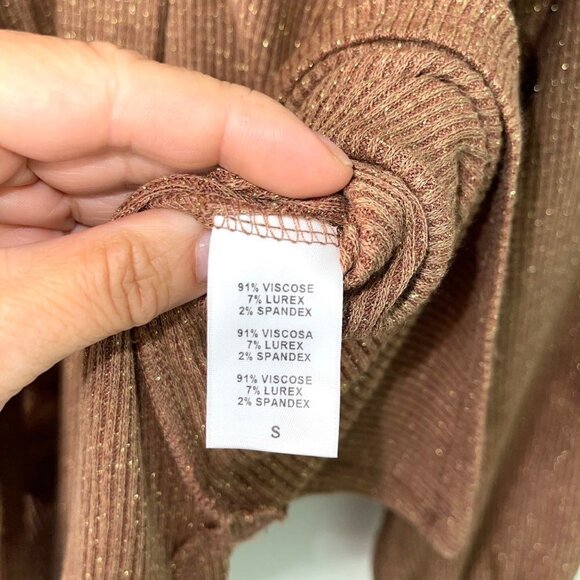 91% VISCOSE
7% LUREX
2% SPANDEX
91% VISCOSA
7% LUREX
2% SPANDEX
91% VISCOSE
7% LUREX
2% SPANDEX
S